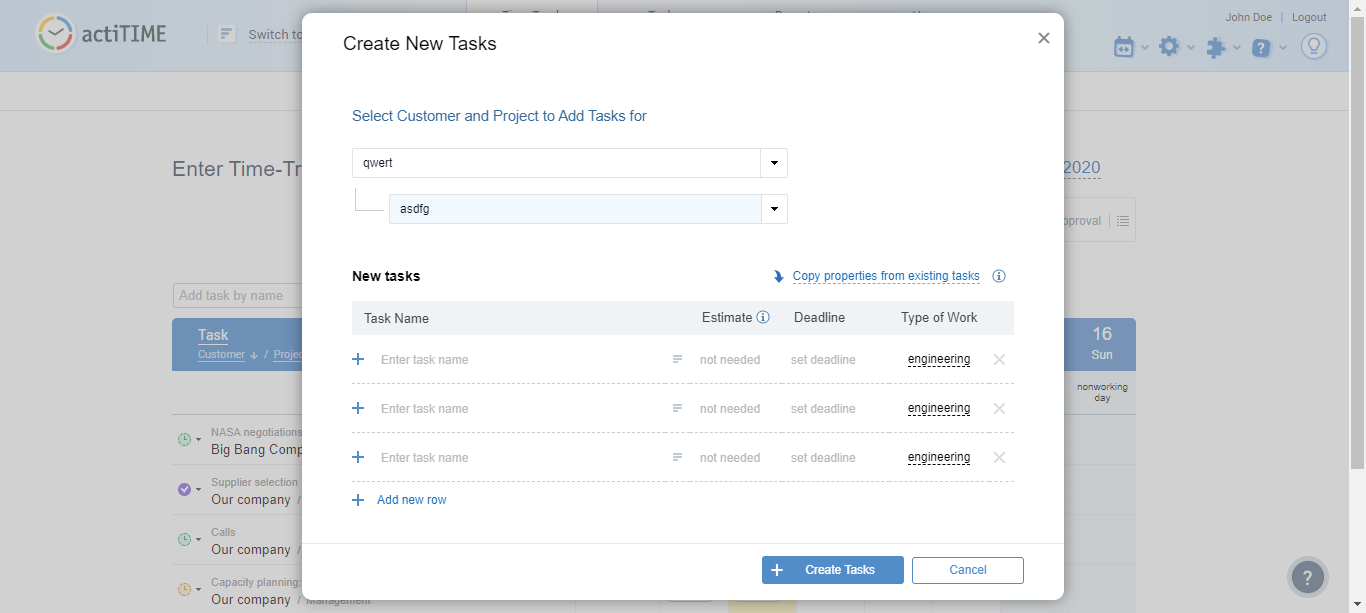 John Doe | Logout
actiTIME
Switch to
Create New Tasks
Select Customer and Project to Add Tasks for
qwert
Enter Time-Tr
2020
asdfg
proval
New tasks
Copy properties from existing tasks
Add task by name
Task Name Estimate Deadline Type of Work
Task
Customer ↓ / Projec
16
Sun
Enter task name not needed set deadline engineering
nonworking
day
Enter task name not needed set deadline engineering
NASA negotiations
Big Bang Comp
Enter task name not needed set deadline engineering
Supplier selection
Our company /
Add new row
Calls
Our company /
Create Tasks
Cancel
Capacity planning:
Our company / Management
?